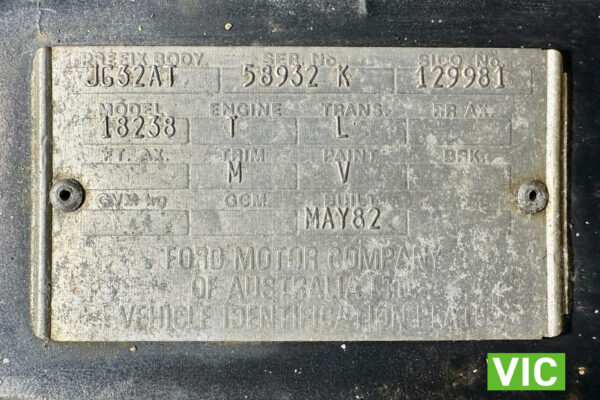 PREFIX BODY SER No. SILO No.
JG32AT 58932 K 129981
MODEL ENGINE TRANS. RR AX.
18238 T L
FT. AX. TRIM PAINT BRK.
M V
GVM kg GCM BUILT
MAY82
FORD MOTOR COMPANY
OF AUSTRALIA LTD.
VEHICLE IDENTIFICATION PLATE
VIC